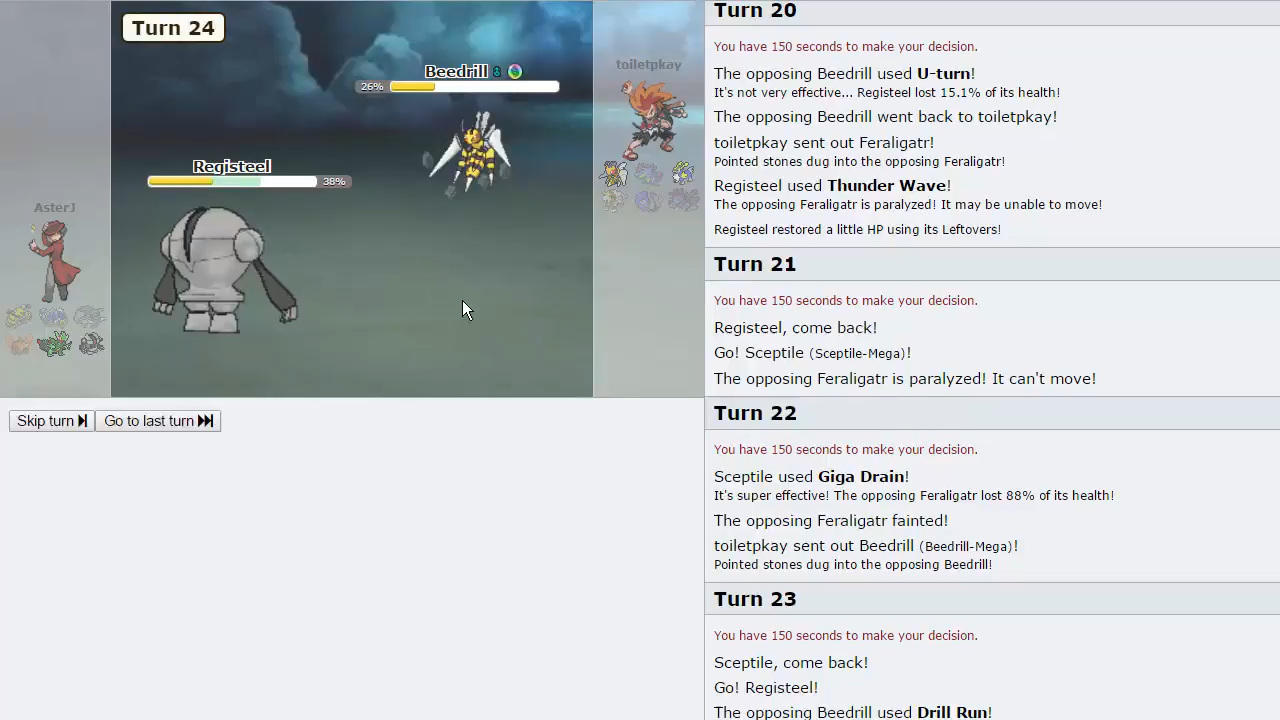 Turn 24
Beedrill
26%
toiletpkay
Registeel
38%
AsterJ
Skip turn
Go to last turn
Turn 20
You have 150 seconds to make your decision.
The opposing Beedrill used U-turn!
It's not very effective... Registeel lost 15.1% of its health!
The opposing Beedrill went back to toiletpkay!
toiletpkay sent out Feraligatr!
Pointed stones dug into the opposing Feraligatr!
Registeel used Thunder Wave!
The opposing Feraligatr is paralyzed! It may be unable to move!
Registeel restored a little HP using its Leftovers!
Turn 21
You have 150 seconds to make your decision.
Registeel, come back!
Go! Sceptile (Sceptile-Mega)!
The opposing Feraligatr is paralyzed! It can't move!
Turn 22
You have 150 seconds to make your decision.
Sceptile used Giga Drain!
It's super effective! The opposing Feraligatr lost 88% of its health!
The opposing Feraligatr fainted!
toiletpkay sent out Beedrill (Beedrill-Mega)!
Pointed stones dug into the opposing Beedrill!
Turn 23
You have 150 seconds to make your decision.
Sceptile, come back!
Go! Registeel!
The opposing Beedrill used Drill Run!